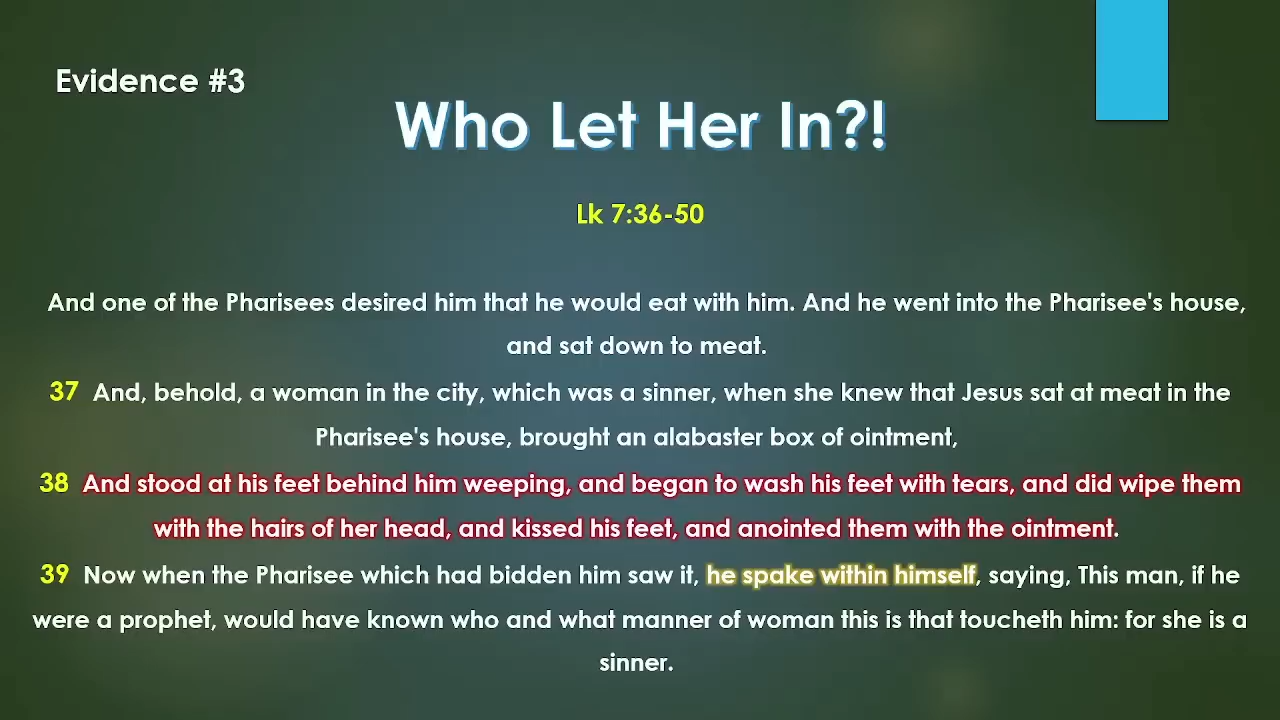 Evidence #3
Who Let Her In?!
Lk 7:36-50
And one of the Pharisees desired him that he would eat with him. And he went into the Pharisee's house,
and sat down to meat.
37 And, behold, a woman in the city, which was a sinner, when she knew that Jesus sat at meat in the
Pharisee's house, brought an alabaster box of ointment,
38 And stood at his feet behind him weeping, and began to wash his feet with tears, and did wipe them
with the hairs of her head, and kissed his feet, and anointed them with the ointment.
39 Now when the Pharisee which had bidden him saw it, he spake within himself, saying, This man, if he
were a prophet, would have known who and what manner of woman this is that toucheth him: for she is a
sinner.